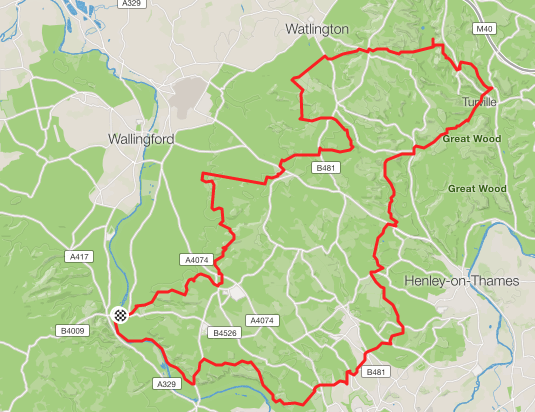 A329
Watlington
M40
Turville
Wallingford
Great Wood
B481
Great Wood
A417
A4074
Henley-on-Thames
A4074
B4009
B4526
B481
A329